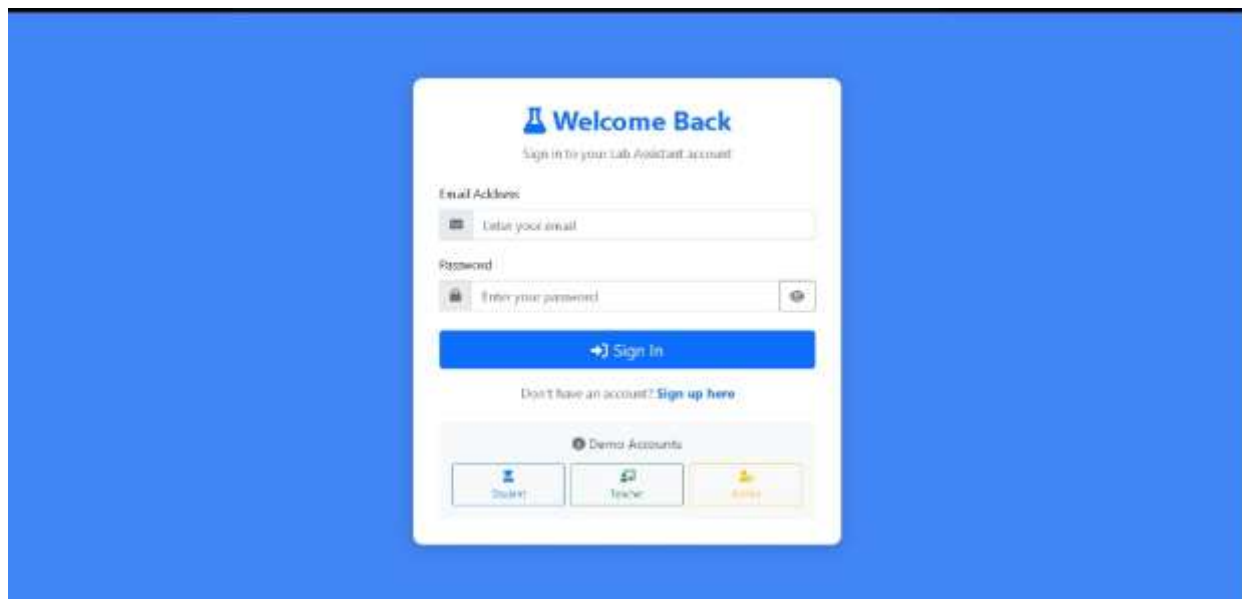 Welcome Back
Sign in to your Lab Assistant account
Email Address
Enter your email
Password
Enter your password
Sign In
Don't have an account? Sign up here
Demo Accounts
Student
Teacher